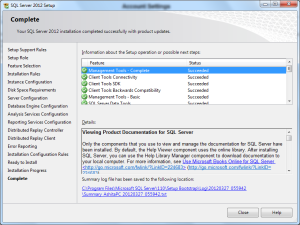 SQL Server 2012 Setup
Complete
Your SQL Server 2012 installation completed successfully with product updates.
Setup Support Rules
Setup Role
Feature Selection
Installation Rules
Instance Configuration
Disk Space Requirements
Server Configuration
Database Engine Configuration
Analysis Services Configuration
Reporting Services Configuration
Distributed Replay Controller
Distributed Replay Client
Error Reporting
Installation Configuration Rules
Ready to Install
Installation Progress
Complete
Information about the Setup operation or possible next steps:
Feature Status
Management Tools - Complete Succeeded
Client Tools Connectivity Succeeded
Client Tools SDK Succeeded
Client Tools Backwards Compatibility Succeeded
Management Tools - Basic Succeeded
SQL Server Data Tools Succeeded
Details:
Viewing Product Documentation for SQL Server
Only the components that you use to view and manage the documentation for SQL Server have
been installed. By default, the Help Viewer component uses the online library. After installing
SQL Server, you can use the Help Library Manager component to download documentation to
your local computer. For more information, see Use Microsoft Books Online for SQL Server
Summary log file has been saved to the following location:
C:\Program Files\Microsoft SQL Server\110\Setup Bootstrap\Log\20120327_055942
\Summary_AshitaPC_20120327_055942.txt
Close
Help